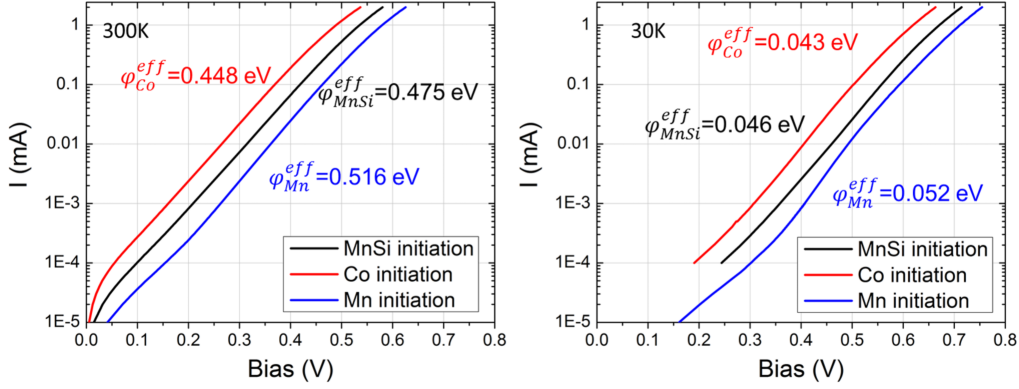 300K
φ_Co^eff=0.448 eV
φ_MnSi^eff=0.475 eV
φ_Mn^eff=0.516 eV
1
0.1
0.01
1E-3
1E-4
1E-5
I (mA)
MnSi initiation
Co initiation
Mn initiation
0.0 0.1 0.2 0.3 0.4 0.5 0.6 0.7 0.8
Bias (V)
30K
φ_Co^eff=0.043 eV
φ_MnSi^eff=0.046 eV
φ_Mn^eff=0.052 eV
1
0.1
0.01
1E-3
1E-4
1E-5
I (mA)
MnSi initiation
Co initiation
Mn initiation
0.0 0.1 0.2 0.3 0.4 0.5 0.6 0.7 0.8
Bias (V)